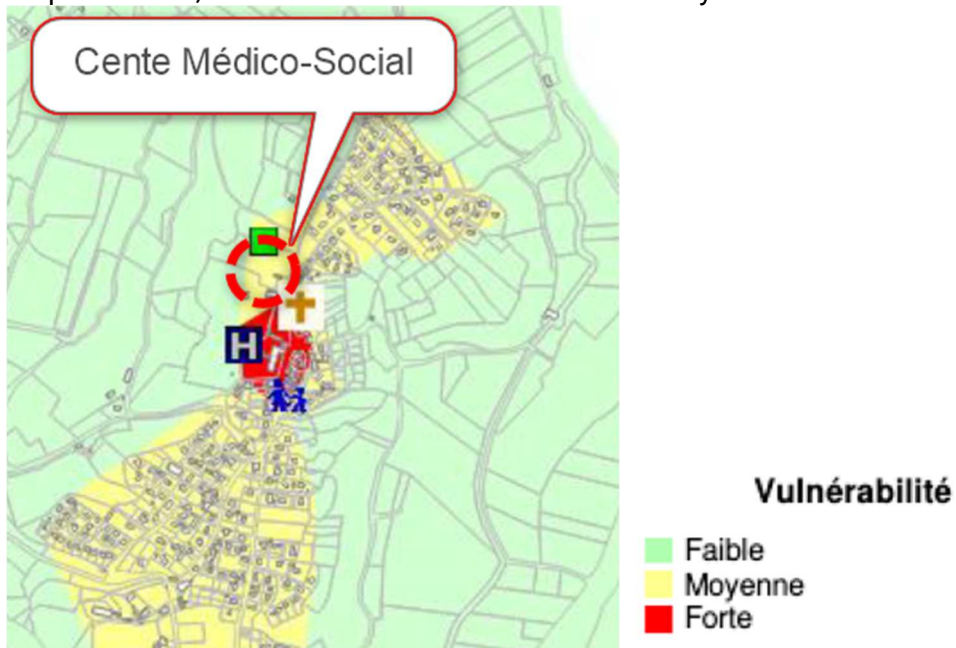 Cente Médico-Social
H
Vulnérabilité
Faible
Moyenne
Forte